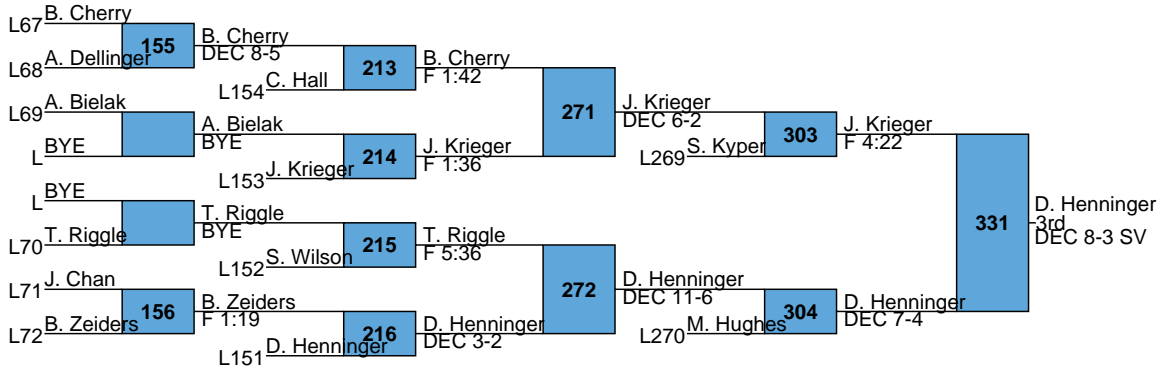 L67
B. Cherry
155
L68
A. Dellinger
B. Cherry
DEC 8-5
213
L154
C. Hall
B. Cherry
F 1:42
L69
A. Bielak
L
BYE
A. Bielak
BYE
214
L153
J. Krieger
J. Krieger
F 1:36
271
J. Krieger
DEC 6-2
303
L269
S. Kyper
J. Krieger
F 4:22
L
BYE
L70
T. Riggle
T. Riggle
BYE
215
L152
S. Wilson
T. Riggle
F 5:36
L71
J. Chan
156
L72
B. Zeiders
B. Zeiders
F 1:19
216
L151
D. Henninger
D. Henninger
DEC 3-2
272
D. Henninger
DEC 11-6
304
L270
M. Hughes
D. Henninger
DEC 7-4
331
D. Henninger
3rd
DEC 8-3 SV